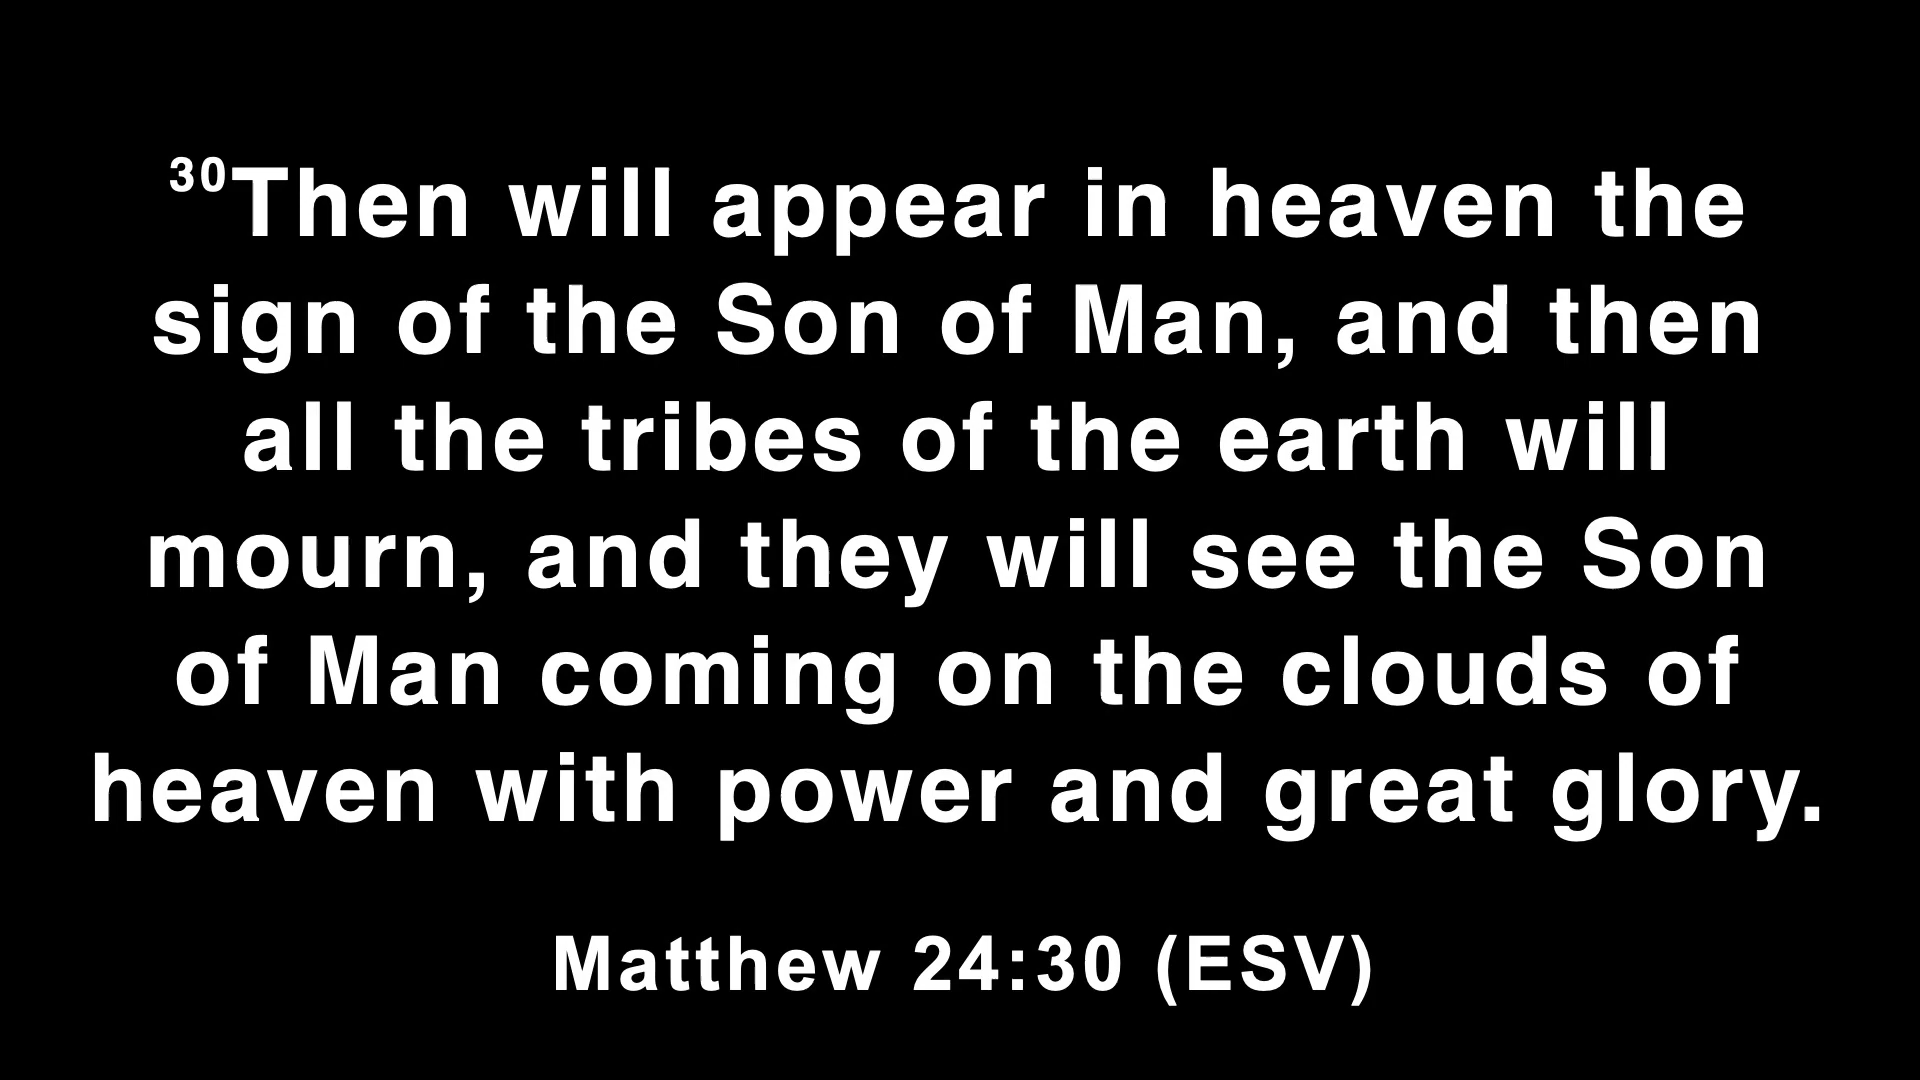 30Then will appear in heaven the
sign of the Son of Man, and then
all the tribes of the earth will
mourn, and they will see the Son
of Man coming on the clouds of
heaven with power and great glory.
Matthew 24:30 (ESV)